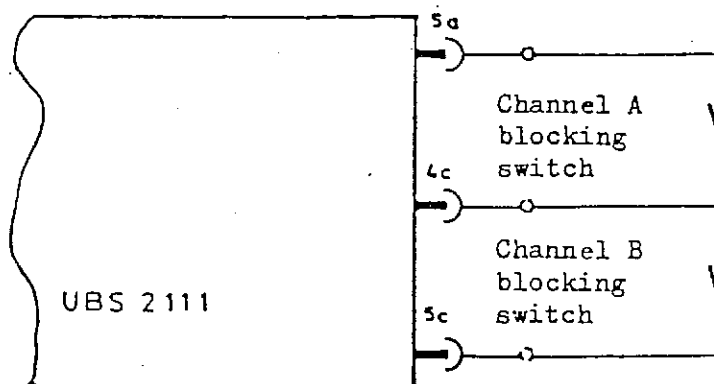 5a
Channel A
blocking
switch
4c
Channel B
blocking
switch
UBS 2111
5c